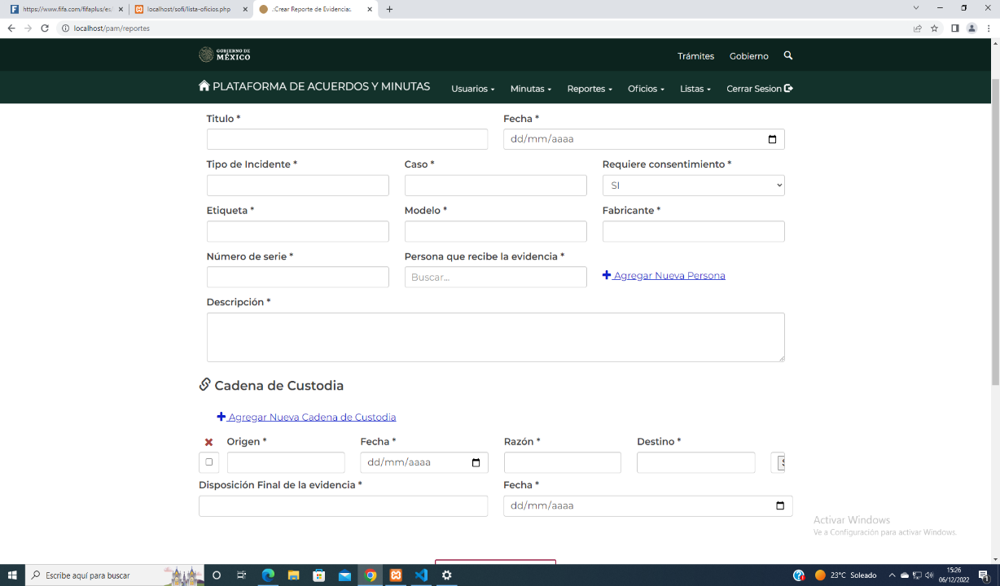 https://www.fifa.com/fifaplus/es/
localhost/sofi/lista-oficios.php
.:Crear Reporte de Evidencia:.
localhost/pam/reportes
GOBIERNO DE
MÉXICO
Trámites
Gobierno
PLATAFORMA DE ACUERDOS Y MINUTAS
Usuarios
Minutas
Reportes
Oficios
Listas
Cerrar Sesion
Titulo *
Fecha *
dd/mm/aaaa
Tipo de Incidente *
Caso *
Requiere consentimiento *
SI
Etiqueta *
Modelo *
Fabricante *
Número de serie *
Persona que recibe la evidencia *
Buscar...
Agregar Nueva Persona
Descripción *
Cadena de Custodia
Agregar Nueva Cadena de Custodia
Origen *
Fecha *
Razón *
Destino *
dd/mm/aaaa
Disposición Final de la evidencia *
Fecha *
dd/mm/aaaa
Activar Windows
Ve a Configuración para activar Windows.
Escribe aquí para buscar
23°C Soleado
15:26
06/12/2022